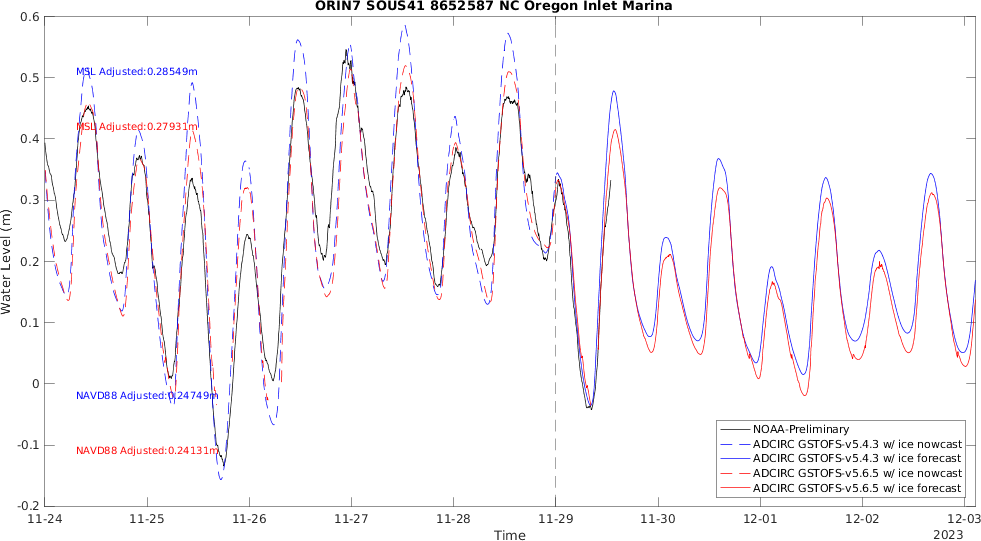 ORIN7 SOUS41 8652587 NC Oregon Inlet Marina
0.6
0.5
0.4
0.3
0.2
0.1
0
-0.1
-0.2
Water Level (m)
MSL Adjusted:0.28549m
MSL Adjusted:0.27931m
NAVD88 Adjusted:0.24749m
NAVD88 Adjusted:0.24131m
NOAA-Preliminary
ADCIRC GSTOFS-v5.4.3 w/ ice nowcast
ADCIRC GSTOFS-v5.4.3 w/ ice forecast
ADCIRC GSTOFS-v5.6.5 w/ ice nowcast
ADCIRC GSTOFS-v5.6.5 w/ ice forecast
11-24 11-25 11-26 11-27 11-28 11-29 11-30 12-01 12-02 12-03
Time
2023